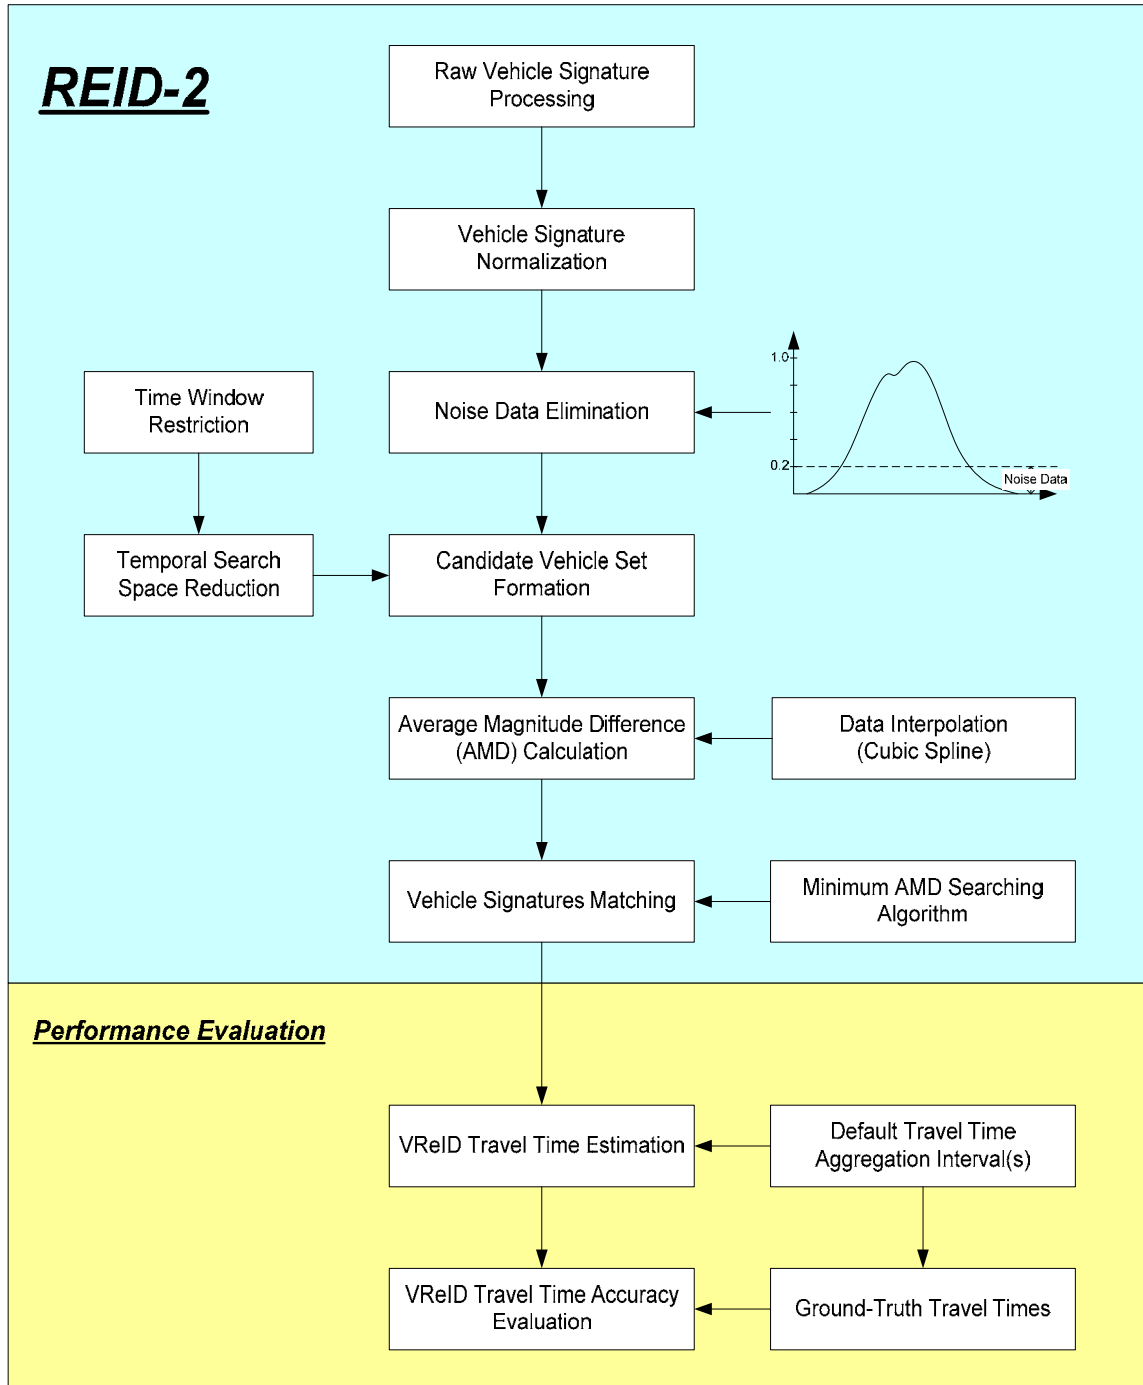 REID-2
Raw Vehicle Signature
Processing
Vehicle Signature
Normalization
1.0
Time Window
Restriction
Noise Data Elimination
0.2
Noise Data
Temporal Search
Space Reduction
Candidate Vehicle Set
Formation
Average Magnitude Difference
(AMD) Calculation
Data Interpolation
(Cubic Spline)
Vehicle Signatures Matching
Minimum AMD Searching
Algorithm
Performance Evaluation
VReID Travel Time Estimation
Default Travel Time
Aggregation Interval(s)
VReID Travel Time Accuracy
Evaluation
Ground-Truth Travel Times